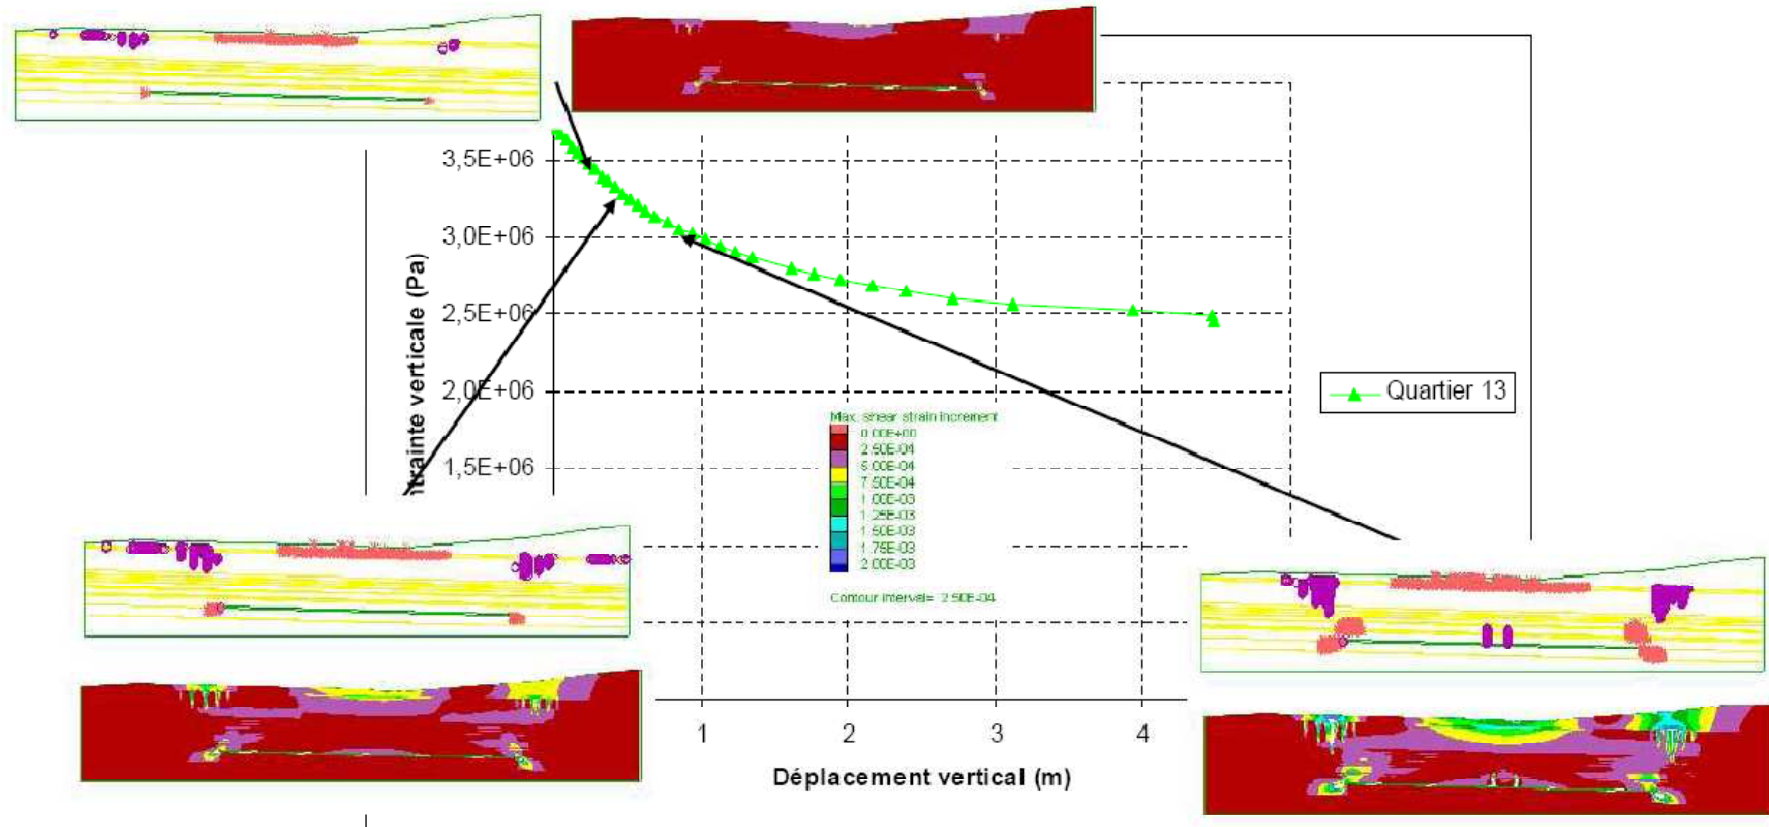 3,5E+06
3,0E+06
2,5E+06
2,0E+06
1,5E+06
trainte verticale (Pa)
Quartier 13
Max. shear strain increment
0.00E+00
2.50E-04
5.00E-04
7.50E-04
1.00E-03
1.25E-03
1.50E-03
1.75E-03
2.00E-03
Contour interval= 2.50E-04
1
2
3
4
Déplacement vertical (m)